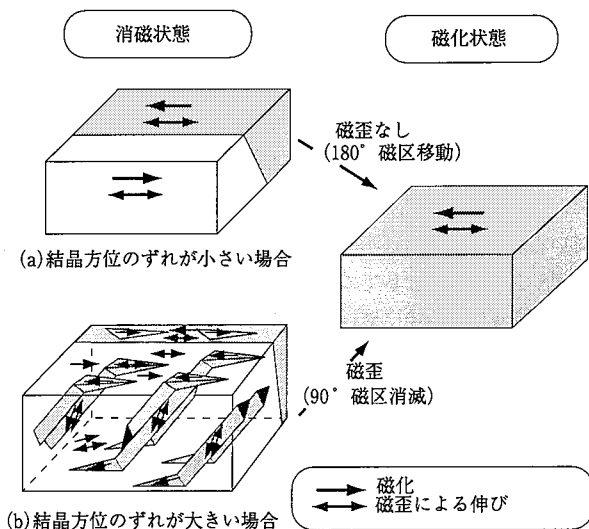 消磁状態
磁化状態
磁歪なし
(180° 磁区移動)
(a)結晶方位のずれが小さい場合
磁歪
(90° 磁区消滅)
磁化
磁歪による伸び
(b)結晶方位のずれが大きい場合